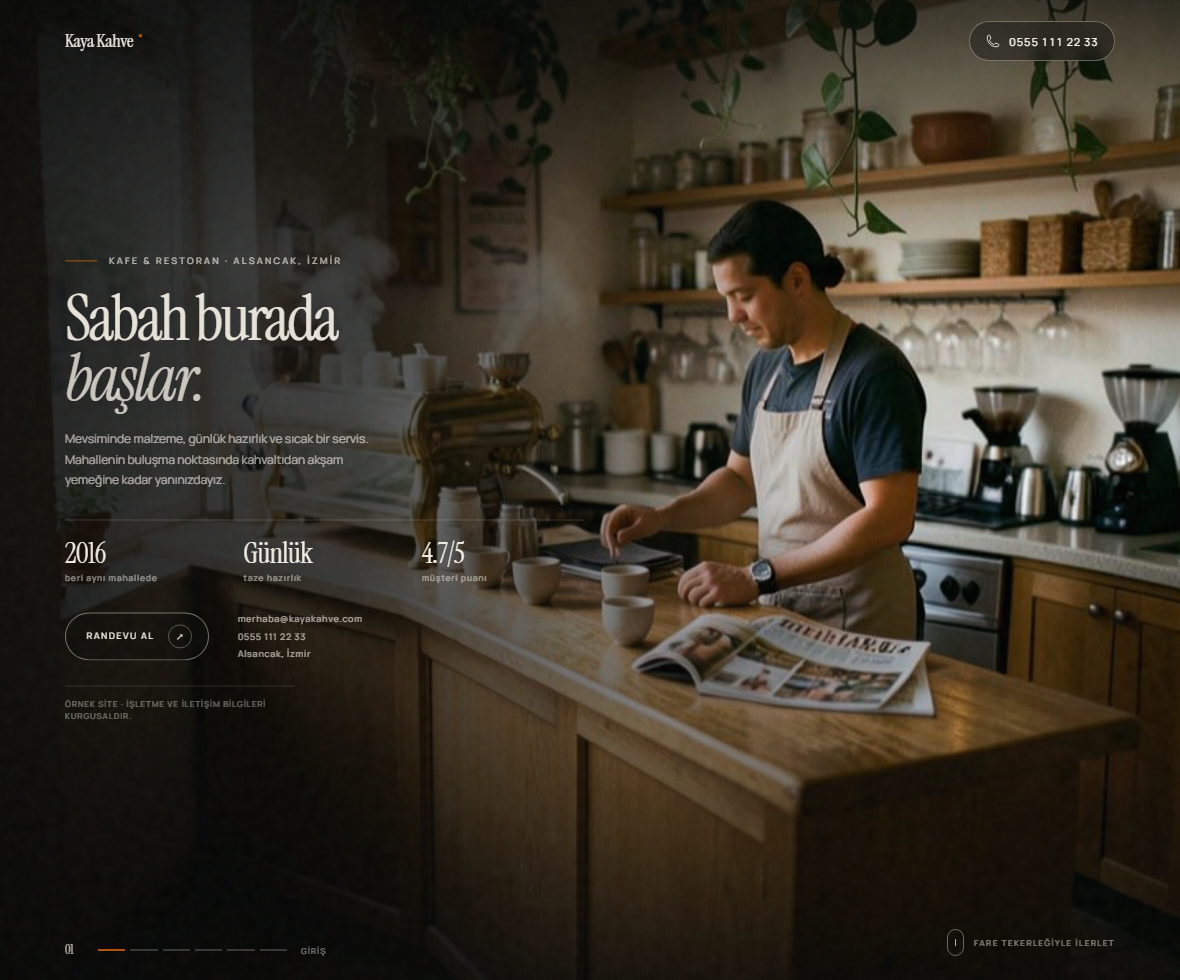 Kaya Kahve
0555 111 22 33
KAFE & RESTORAN · ALSANCAK, İZMİR
Sabah burada
başlar.
Mevsiminde malzeme, günlük hazırlık ve sıcak bir servis.
Mahallenin buluşma noktasında kahvaltıdan akşam
yemeğine kadar yanınızdayız.
2016
beri aynı mahallede
Günlük
taze hazırlık
4.7/5
müşteri puanı
RANDEVU AL
merhaba@kayakahve.com
0555 111 22 33
Alsancak, İzmir
ÖRNEK SİTE · İŞLETME VE İLETİŞİM BİLGİLERİ
KURGUSALDIR.
01
GİRİŞ
FARE TEKERLEĞİYLE İLERLET